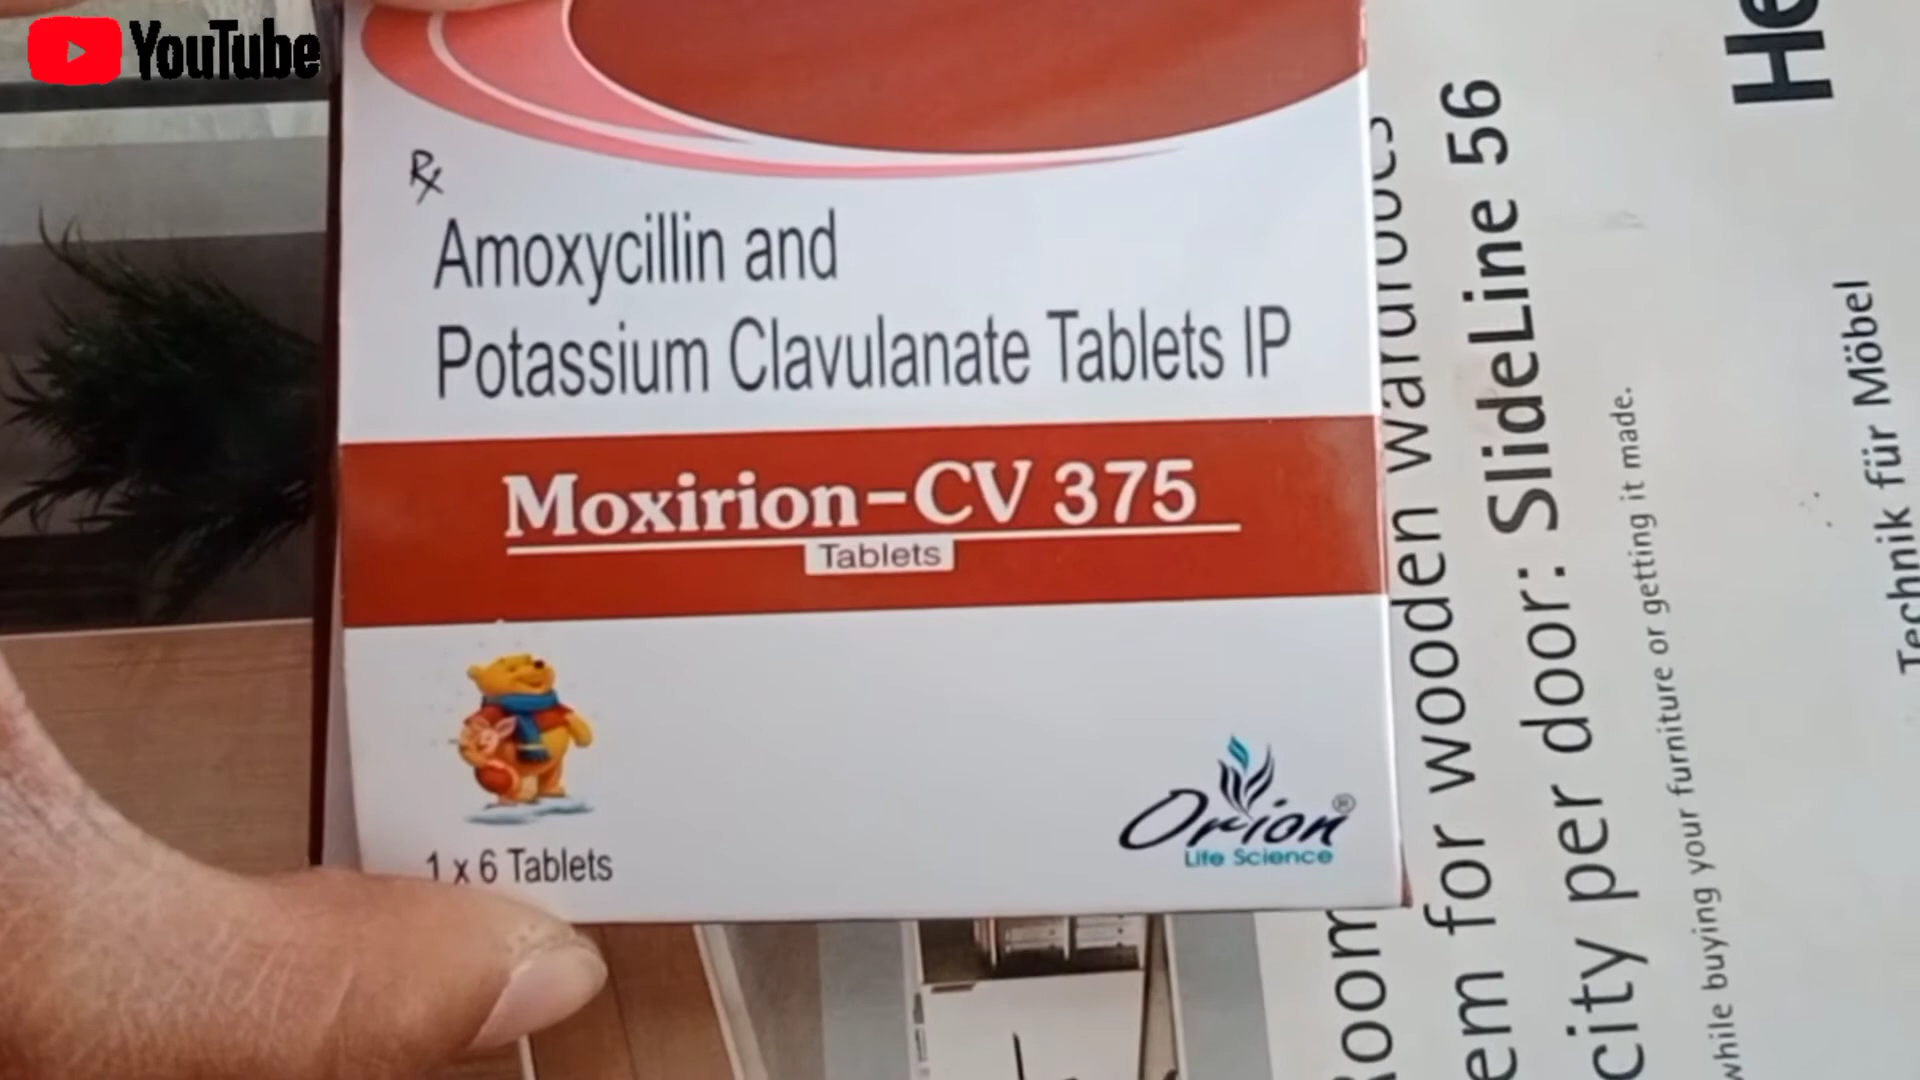 YouTube
Rx
Amoxycillin and
Potassium Clavulanate Tablets IP
Moxirion-CV 375
Tablets
1 x 6 Tablets
Orion®
Life Science
em for wooden wardrobes
city per door: SlideLine 56
while buying your furniture or getting it made.
He
Technik für Möbel